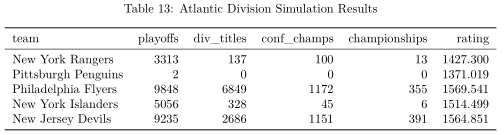 Table 13: Atlantic Division Simulation Results
team playoffs div_titles conf_champs championships rating
New York Rangers 3313 137 100 13 1427.300
Pittsburgh Penguins 2 0 0 0 1371.019
Philadelphia Flyers 9848 6849 1172 355 1569.541
New York Islanders 5056 328 45 6 1514.499
New Jersey Devils 9235 2686 1151 391 1564.851